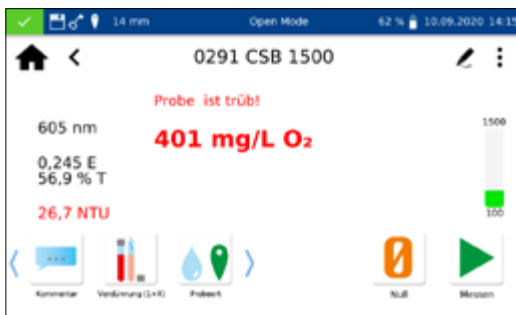 14 mm Open Mode 62 % 10.09.2020 14:15
0291 CSB 1500
Probe ist trüb!
401 mg/L O₂
605 nm
0,245 E
56,9 % T
26,7 NTU
1500
100
Kommentar Verdünnung (1+X) Probeort Null Messen